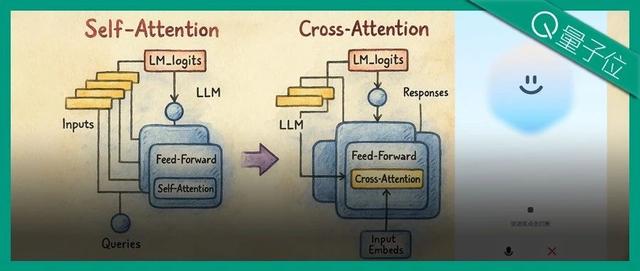 Self-Attention
LM_logits
LLM
Inputs
Feed-Forward
Self-Attention
Queries
Cross-Attention
LM_logits
Responses
LLM
Feed-Forward
Cross-Attention
Input
Embeds
量子位